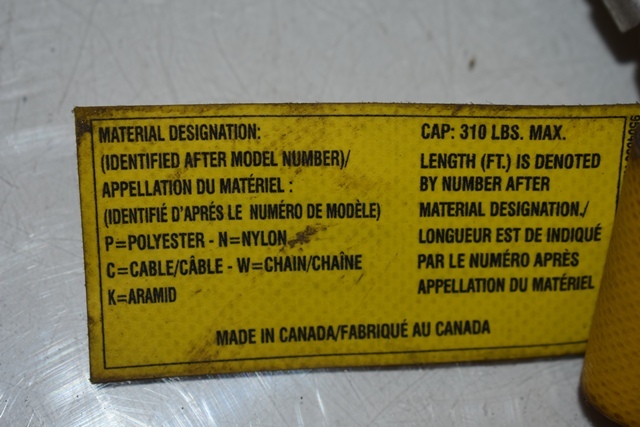 MATERIAL DESIGNATION:
(IDENTIFIED AFTER MODEL NUMBER)/
APPELLATION DU MATÉRIEL :
(IDENTIFIÉ D'APRÉS LE NUMÉRO DE MODÈLE)
P=POLYESTER - N=NYLON
C=CABLE/CÂBLE - W=CHAIN/CHAÎNE
K=ARAMID
CAP: 310 LBS. MAX.
LENGTH (FT.) IS DENOTED
BY NUMBER AFTER
MATERIAL DESIGNATION./
LONGUEUR EST DE INDIQUÉ
PAR LE NUMÉRO APRÈS
APPELLATION DU MATÉRIEL
MADE IN CANADA/FABRIQUÉ AU CANADA